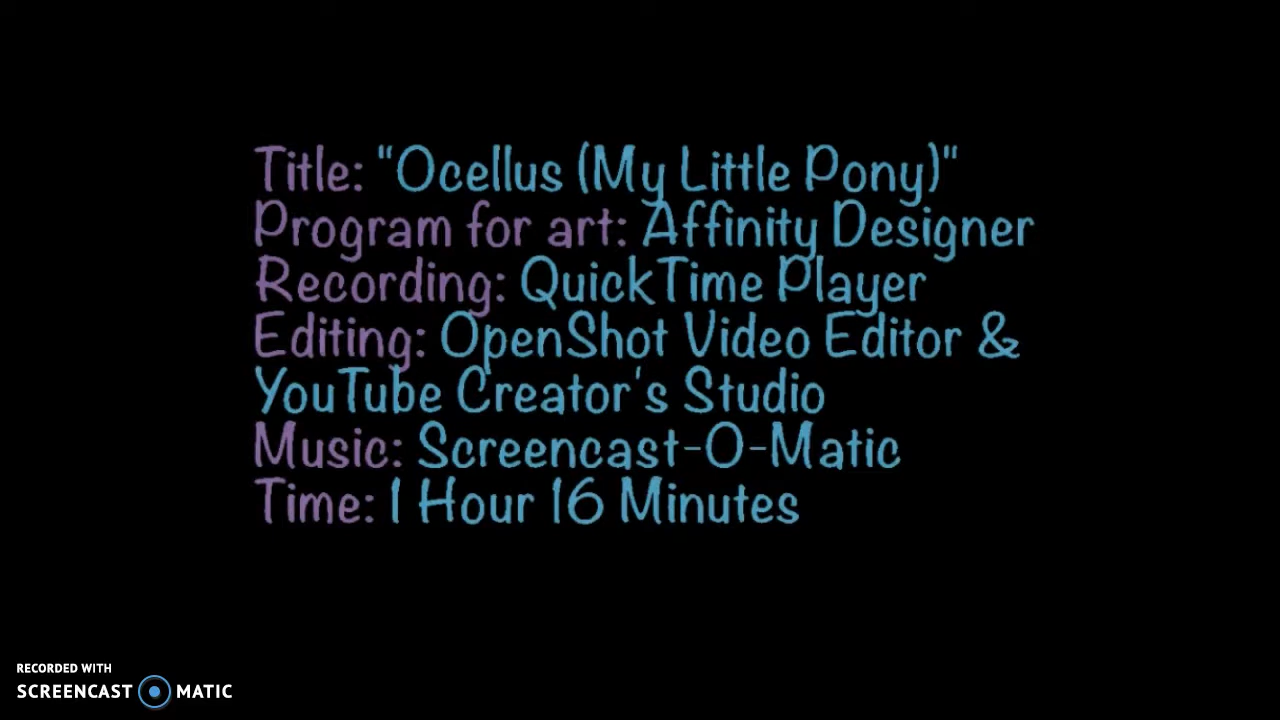 Title: "Ocellus (My Little Pony)"
Program for art: Affinity Designer
Recording: QuickTime Player
Editing: OpenShot Video Editor &
YouTube Creator's Studio
Music: Screencast-O-Matic
Time: 1 Hour 16 Minutes
RECORDED WITH
SCREENCAST MATIC